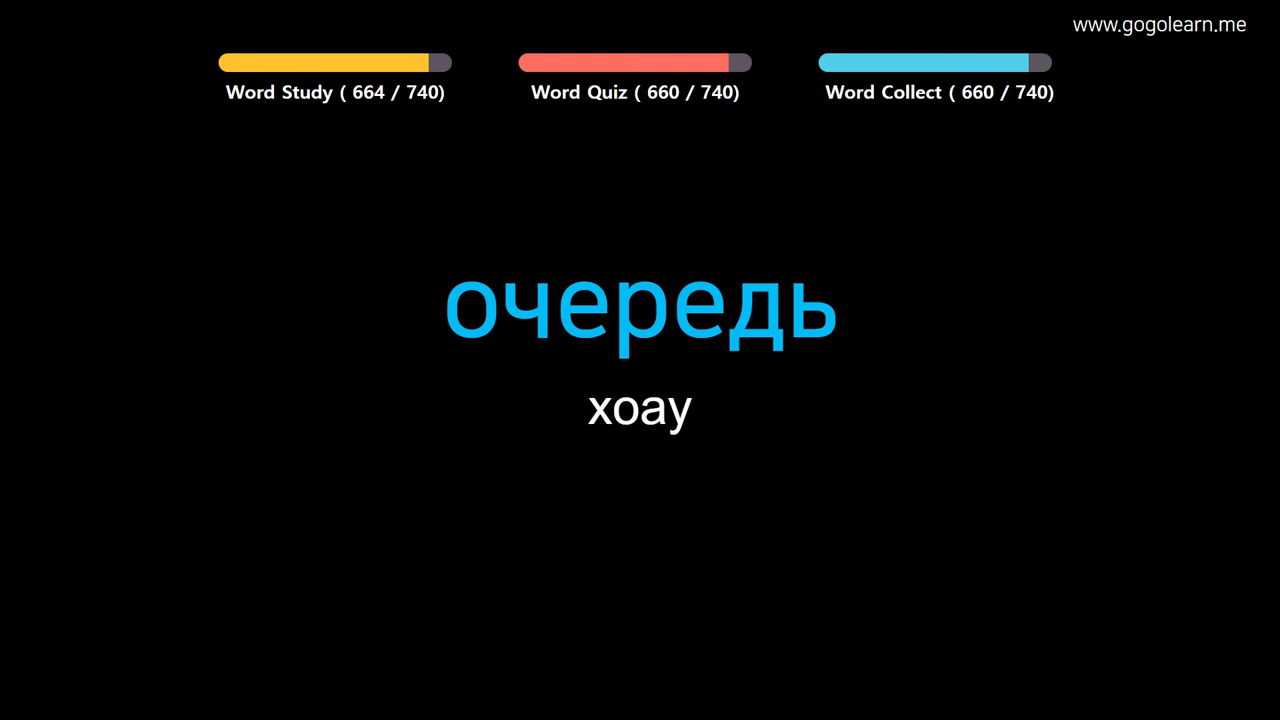 www.gogolearn.me
Word Study ( 664 / 740)
Word Quiz ( 660 / 740)
Word Collect ( 660 / 740)
очередь
xoay